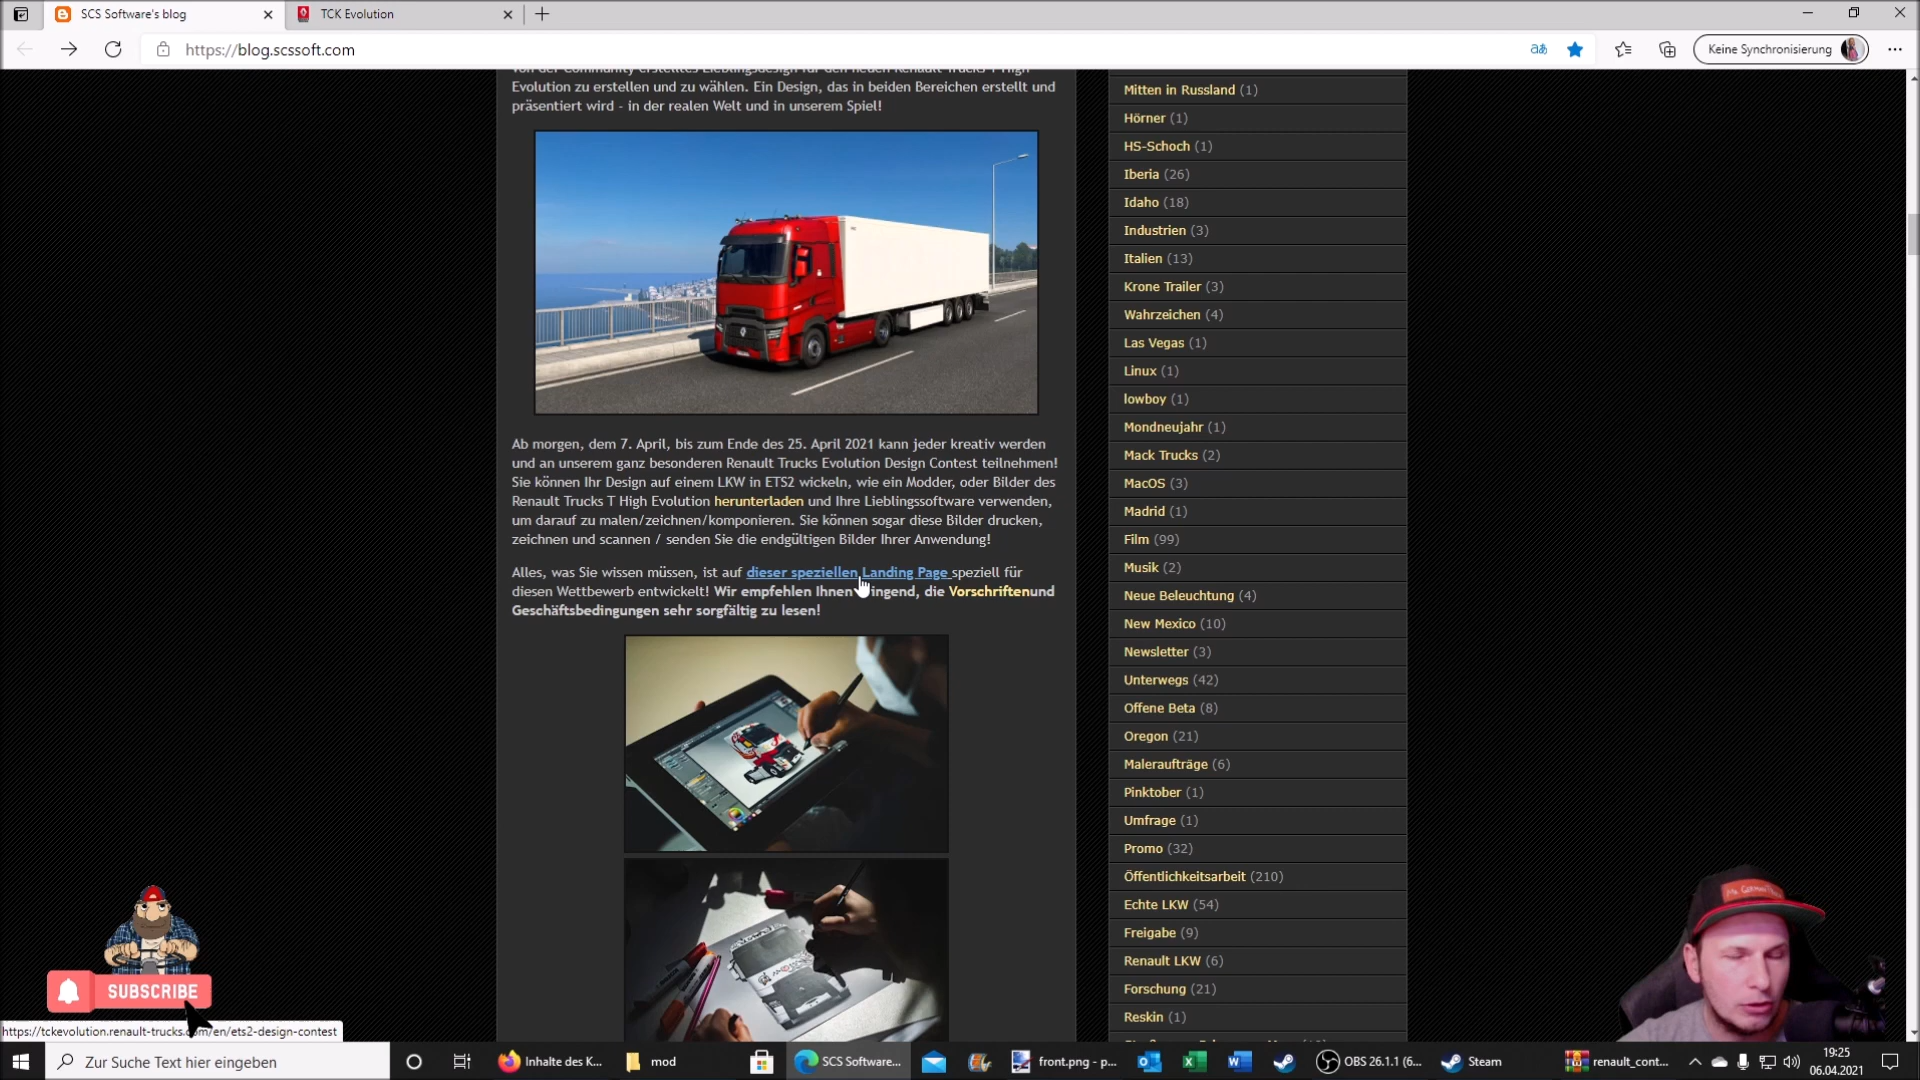 SCS Software's blog
TCK Evolution
https://blog.scssoft.com
aあ
Keine Synchronisierung
Evolution zu erstellen und zu wählen. Ein Design, das in beiden Bereichen erstellt und
präsentiert wird - in der realen Welt und in unserem Spiel!
Ab morgen, dem 7. April, bis zum Ende des 25. April 2021 kann jeder kreativ werden
und an unserem ganz besonderen Renault Trucks Evolution Design Contest teilnehmen!
Sie können Ihr Design auf einem LKW in ETS2 wickeln, wie ein Modder, oder Bilder des
Renault Trucks T High Evolution herunterladen und Ihre Lieblingssoftware verwenden,
um darauf zu malen/zeichnen/komponieren. Sie können sogar diese Bilder drucken,
zeichnen und scannen / senden Sie die endgültigen Bilder Ihrer Anwendung!
Alles, was Sie wissen müssen, ist auf dieser speziellen Landing Page speziell für
diesen Wettbewerb entwickelt! Wir empfehlen Ihnen dringend, die Vorschriftenund
Geschäftsbedingungen sehr sorgfältig zu lesen!
Mitten in Russland (1)
Hörner (1)
HS-Schoch (1)
Iberia (26)
Idaho (18)
Industrien (3)
Italien (13)
Krone Trailer (3)
Wahrzeichen (4)
Las Vegas (1)
Linux (1)
lowboy (1)
Mondneujahr (1)
Mack Trucks (2)
MacOS (3)
Madrid (1)
Film (99)
Musik (2)
Neue Beleuchtung (4)
New Mexico (10)
Newsletter (3)
Unterwegs (42)
Offene Beta (8)
Oregon (21)
Maleraufträge (6)
Pinktober (1)
Umfrage (1)
Promo (32)
Öffentlichkeitsarbeit (210)
Echte LKW (54)
Freigabe (9)
Renault LKW (6)
Forschung (21)
Reskin (1)
SUBSCRIBE
https://tckevolution.renault-trucks.com/en/ets2-design-contest
Zur Suche Text hier eingeben
Inhalte des K...
mod
SCS Software...
front.png - p...
OBS 26.1.1 (6...
Steam
renault_cont...
19:25
06.04.2021